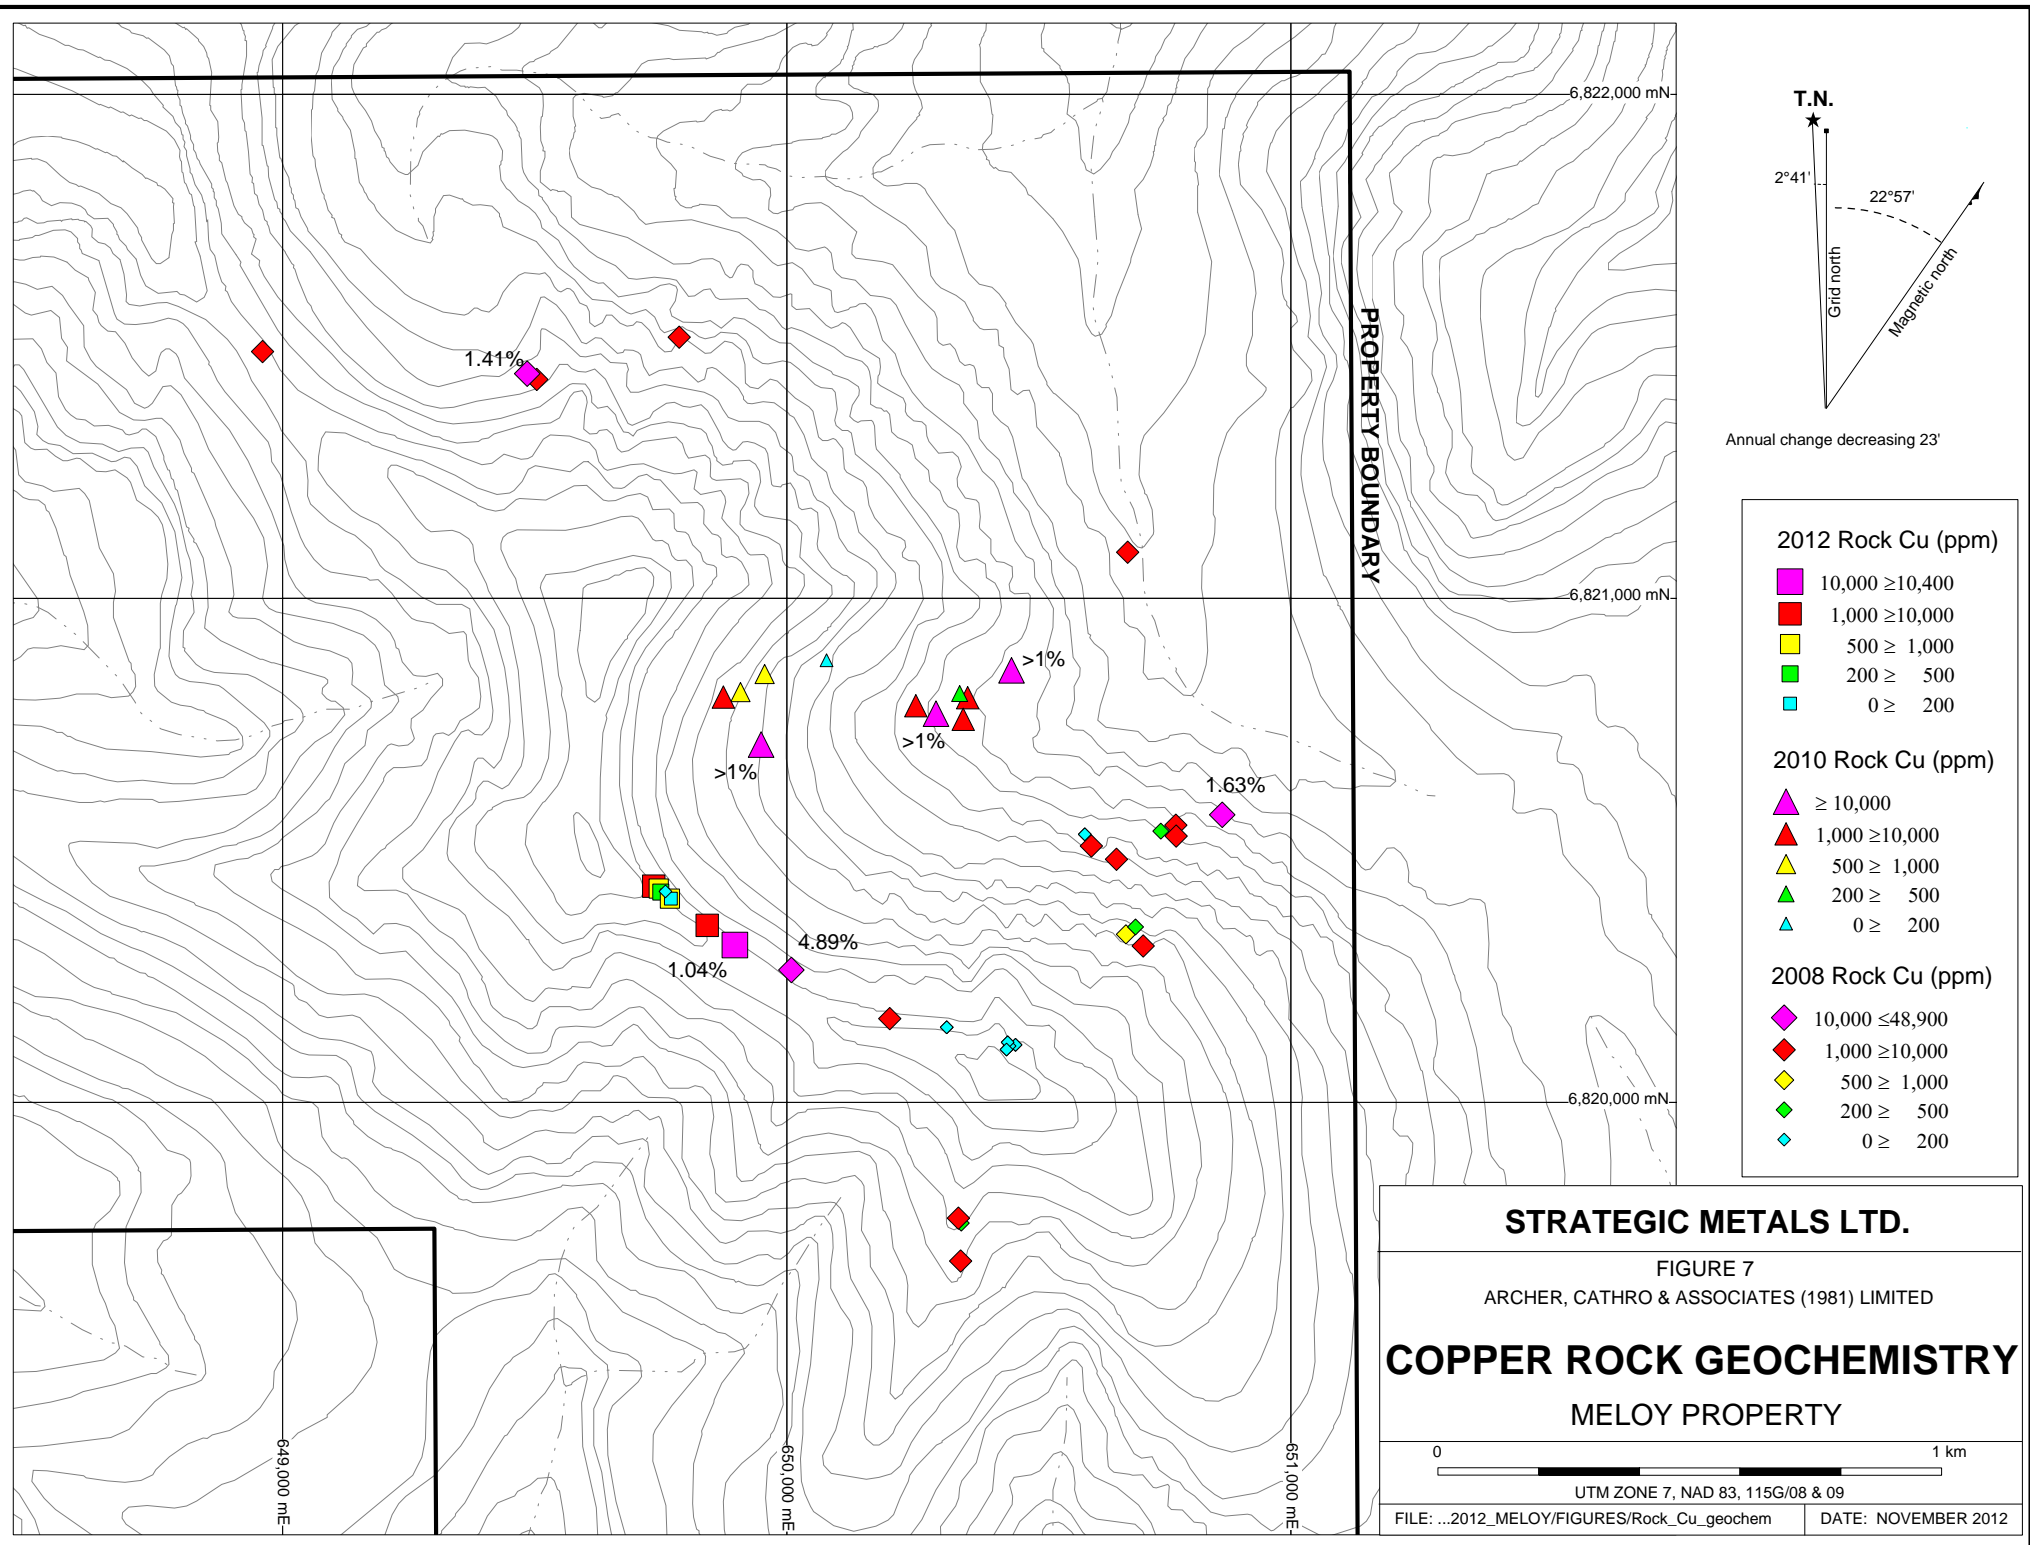 6,822,000 mN
1.41%
PROPERTY BOUNDARY
6,821,000 mN
>1%
>1%
>1%
1.63%
4.89%
1.04%
6,820,000 mN
649,000 mE
650,000 mE
651,000 mE
T.N.
2°41'
22°57'
Grid north
Magnetic north
Annual change decreasing 23'
2012 Rock Cu (ppm)
10,000 ≥10,400
1,000 ≥10,000
500 ≥ 1,000
200 ≥ 500
0 ≥ 200
2010 Rock Cu (ppm)
≥ 10,000
1,000 ≥10,000
500 ≥ 1,000
200 ≥ 500
0 ≥ 200
2008 Rock Cu (ppm)
10,000 ≤48,900
1,000 ≥10,000
500 ≥ 1,000
200 ≥ 500
0 ≥ 200
STRATEGIC METALS LTD.
FIGURE 7
ARCHER, CATHRO & ASSOCIATES (1981) LIMITED
COPPER ROCK GEOCHEMISTRY
MELOY PROPERTY
0 1 km
UTM ZONE 7, NAD 83, 115G/08 & 09
FILE: ...2012_MELOY/FIGURES/Rock_Cu_geochem DATE: NOVEMBER 2012